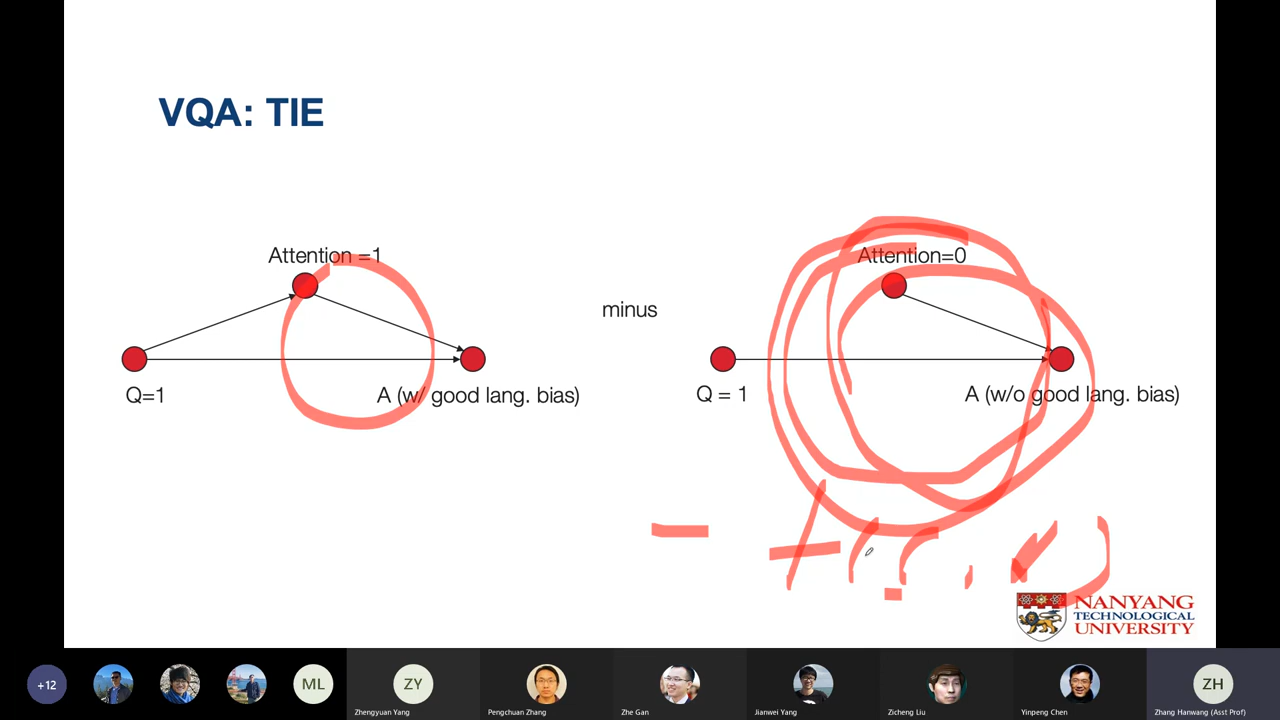 VQA: TIE
Attention =1
Q=1
A (w/ good lang. bias)
minus
Attention=0
Q = 1
A (w/o good lang. bias)
NANYANG
TECHNOLOGICAL
UNIVERSITY
+12
ML
ZY
Zhengyuan Yang
Pengchuan Zhang
Zhe Gan
Jianwei Yang
Zicheng Liu
Yinpeng Chen
ZH
Zhang Hanwang (Asst Prof)